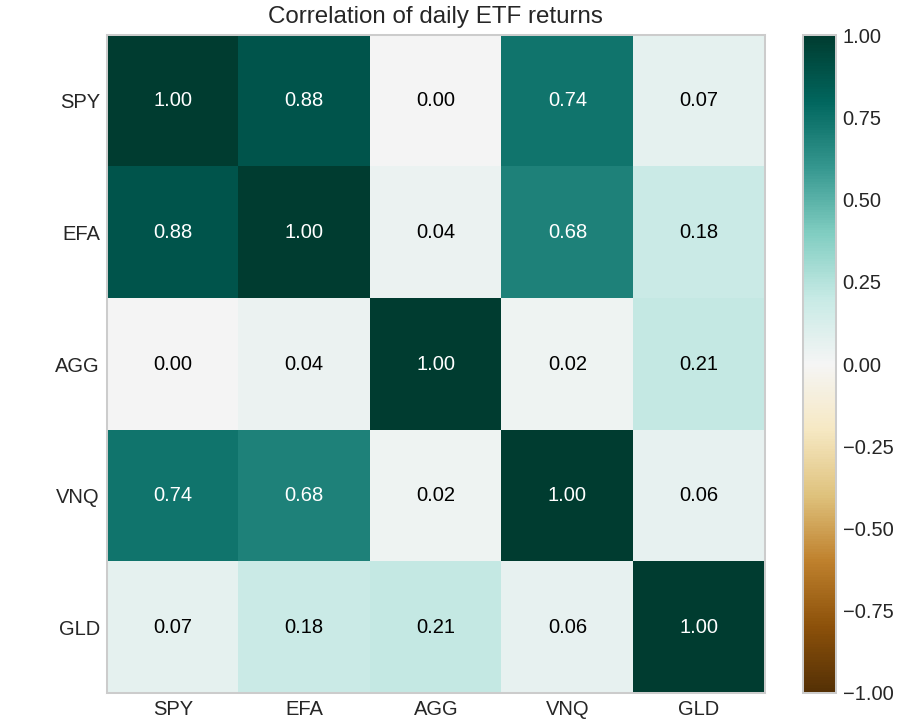 Correlation of daily ETF returns
SPY 1.00 0.88 0.00 0.74 0.07
EFA 0.88 1.00 0.04 0.68 0.18
AGG 0.00 0.04 1.00 0.02 0.21
VNQ 0.74 0.68 0.02 1.00 0.06
GLD 0.07 0.18 0.21 0.06 1.00
SPY EFA AGG VNQ GLD
1.00
0.75
0.50
0.25
0.00
−0.25
−0.50
−0.75
−1.00